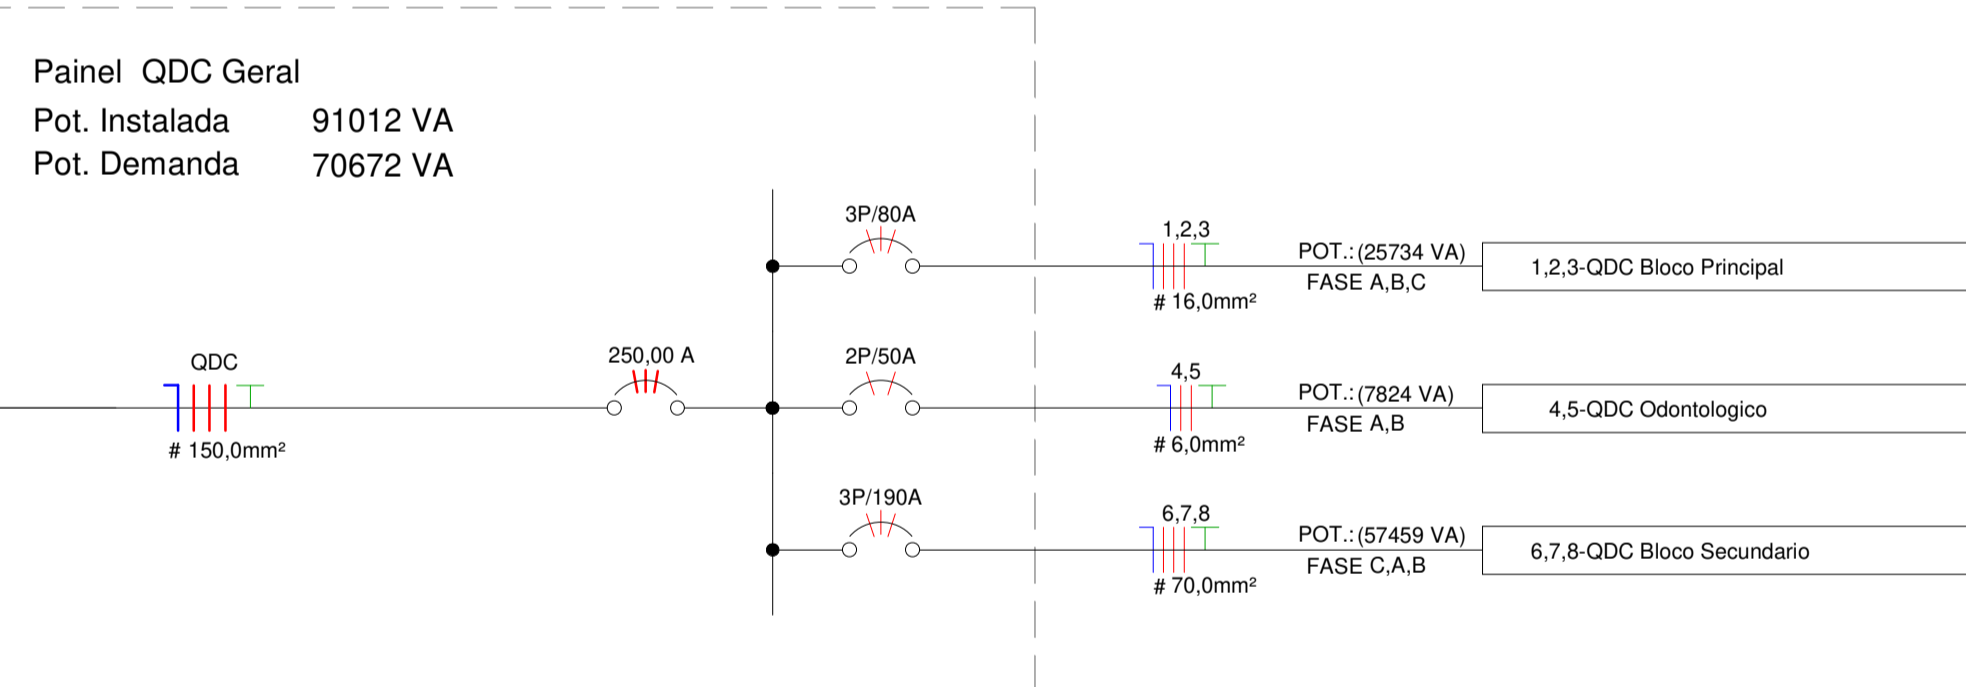 Painel QDC Geral
Pot. Instalada 91012 VA
Pot. Demanda 70672 VA
QDC
# 150,0mm²
250,00 A
3P/80A
1,2,3
# 16,0mm²
POT.:(25734 VA)
FASE A,B,C
1,2,3-QDC Bloco Principal
2P/50A
4,5
# 6,0mm²
POT.:(7824 VA)
FASE A,B
4,5-QDC Odontologico
3P/190A
6,7,8
# 70,0mm²
POT.:(57459 VA)
FASE C,A,B
6,7,8-QDC Bloco Secundario